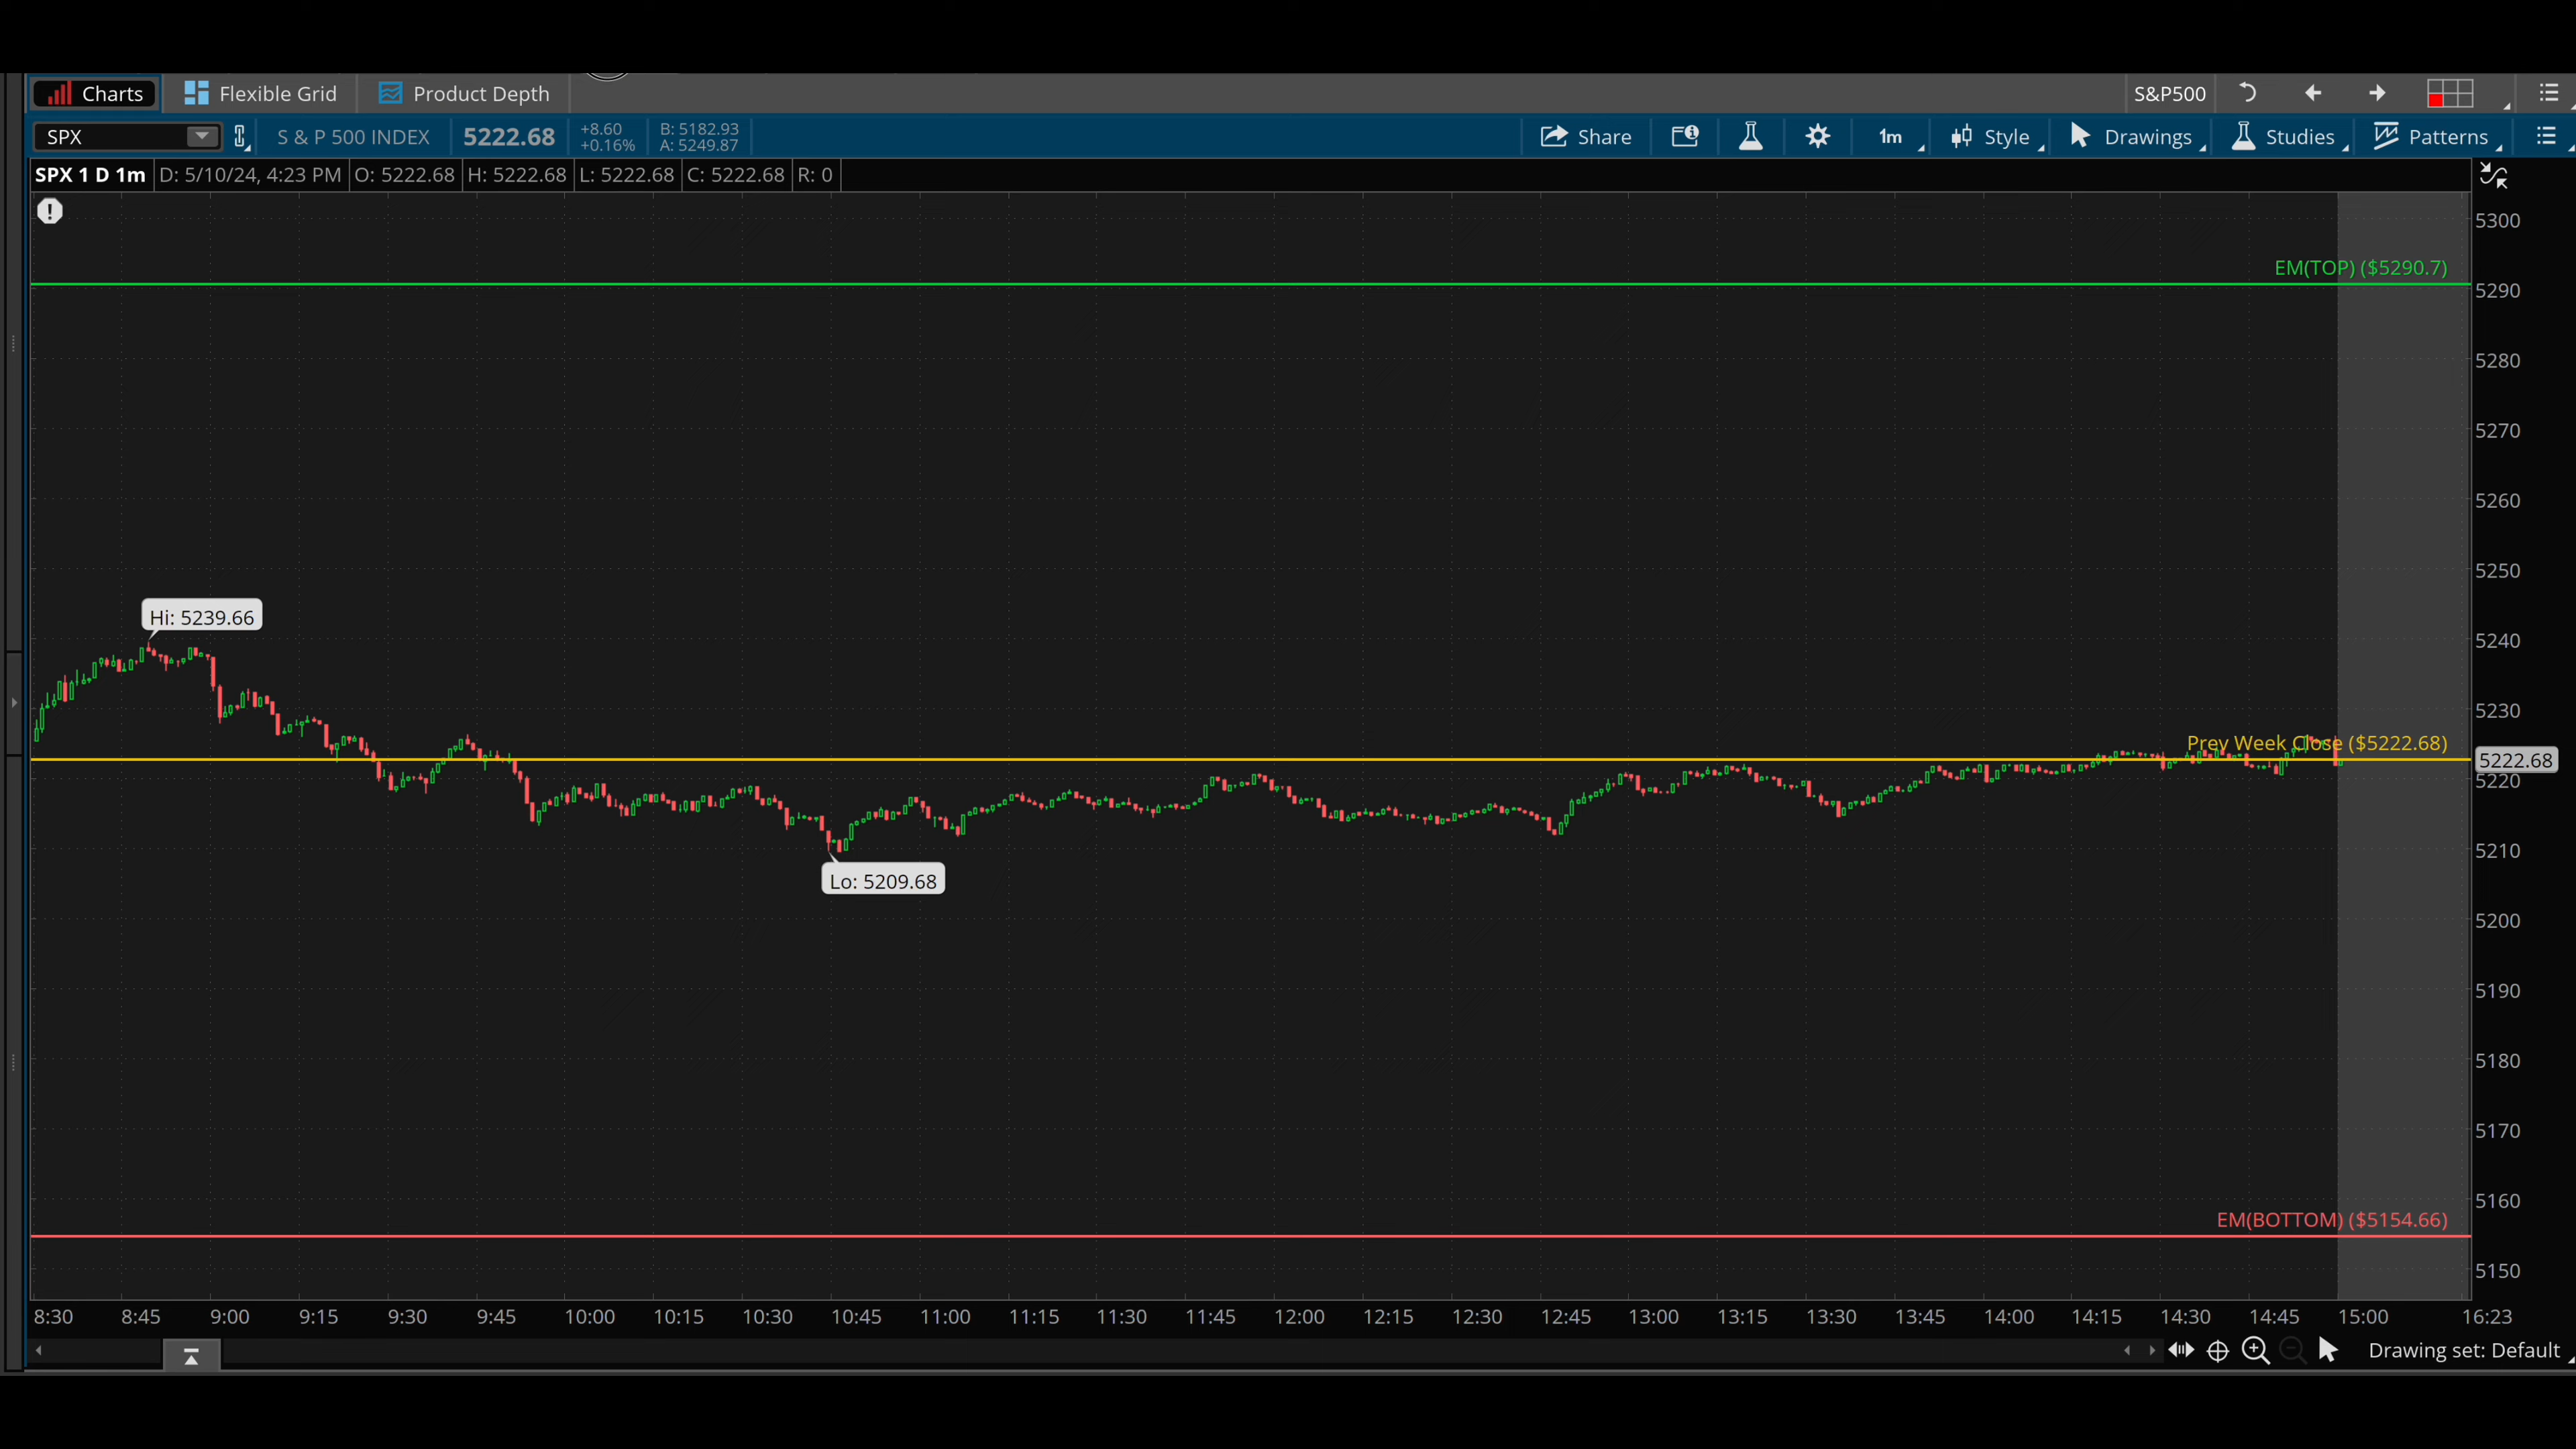 Charts Flexible Grid Product Depth S&P500
SPX S & P 500 INDEX 5222.68 +8.60 B: 5182.93 Share 1m Style Drawings Studies Patterns
+0.16% A: 5249.87
SPX 1 D 1m D: 5/10/24, 4:23 PM O: 5222.68 H: 5222.68 L: 5222.68 C: 5222.68 R: 0
5300
EM(TOP) ($5290.7)
5290
5280
5270
5260
5250
Hi: 5239.66
5240
5230
Prev Week Close ($5222.68)
5222.68
5220
5210
Lo: 5209.68
5200
5190
5180
5170
5160
EM(BOTTOM) ($5154.66)
5150
8:30 8:45 9:00 9:15 9:30 9:45 10:00 10:15 10:30 10:45 11:00 11:15 11:30 11:45 12:00 12:15 12:30 12:45 13:00 13:15 13:30 13:45 14:00 14:15 14:30 14:45 15:00 16:23
Drawing set: Default